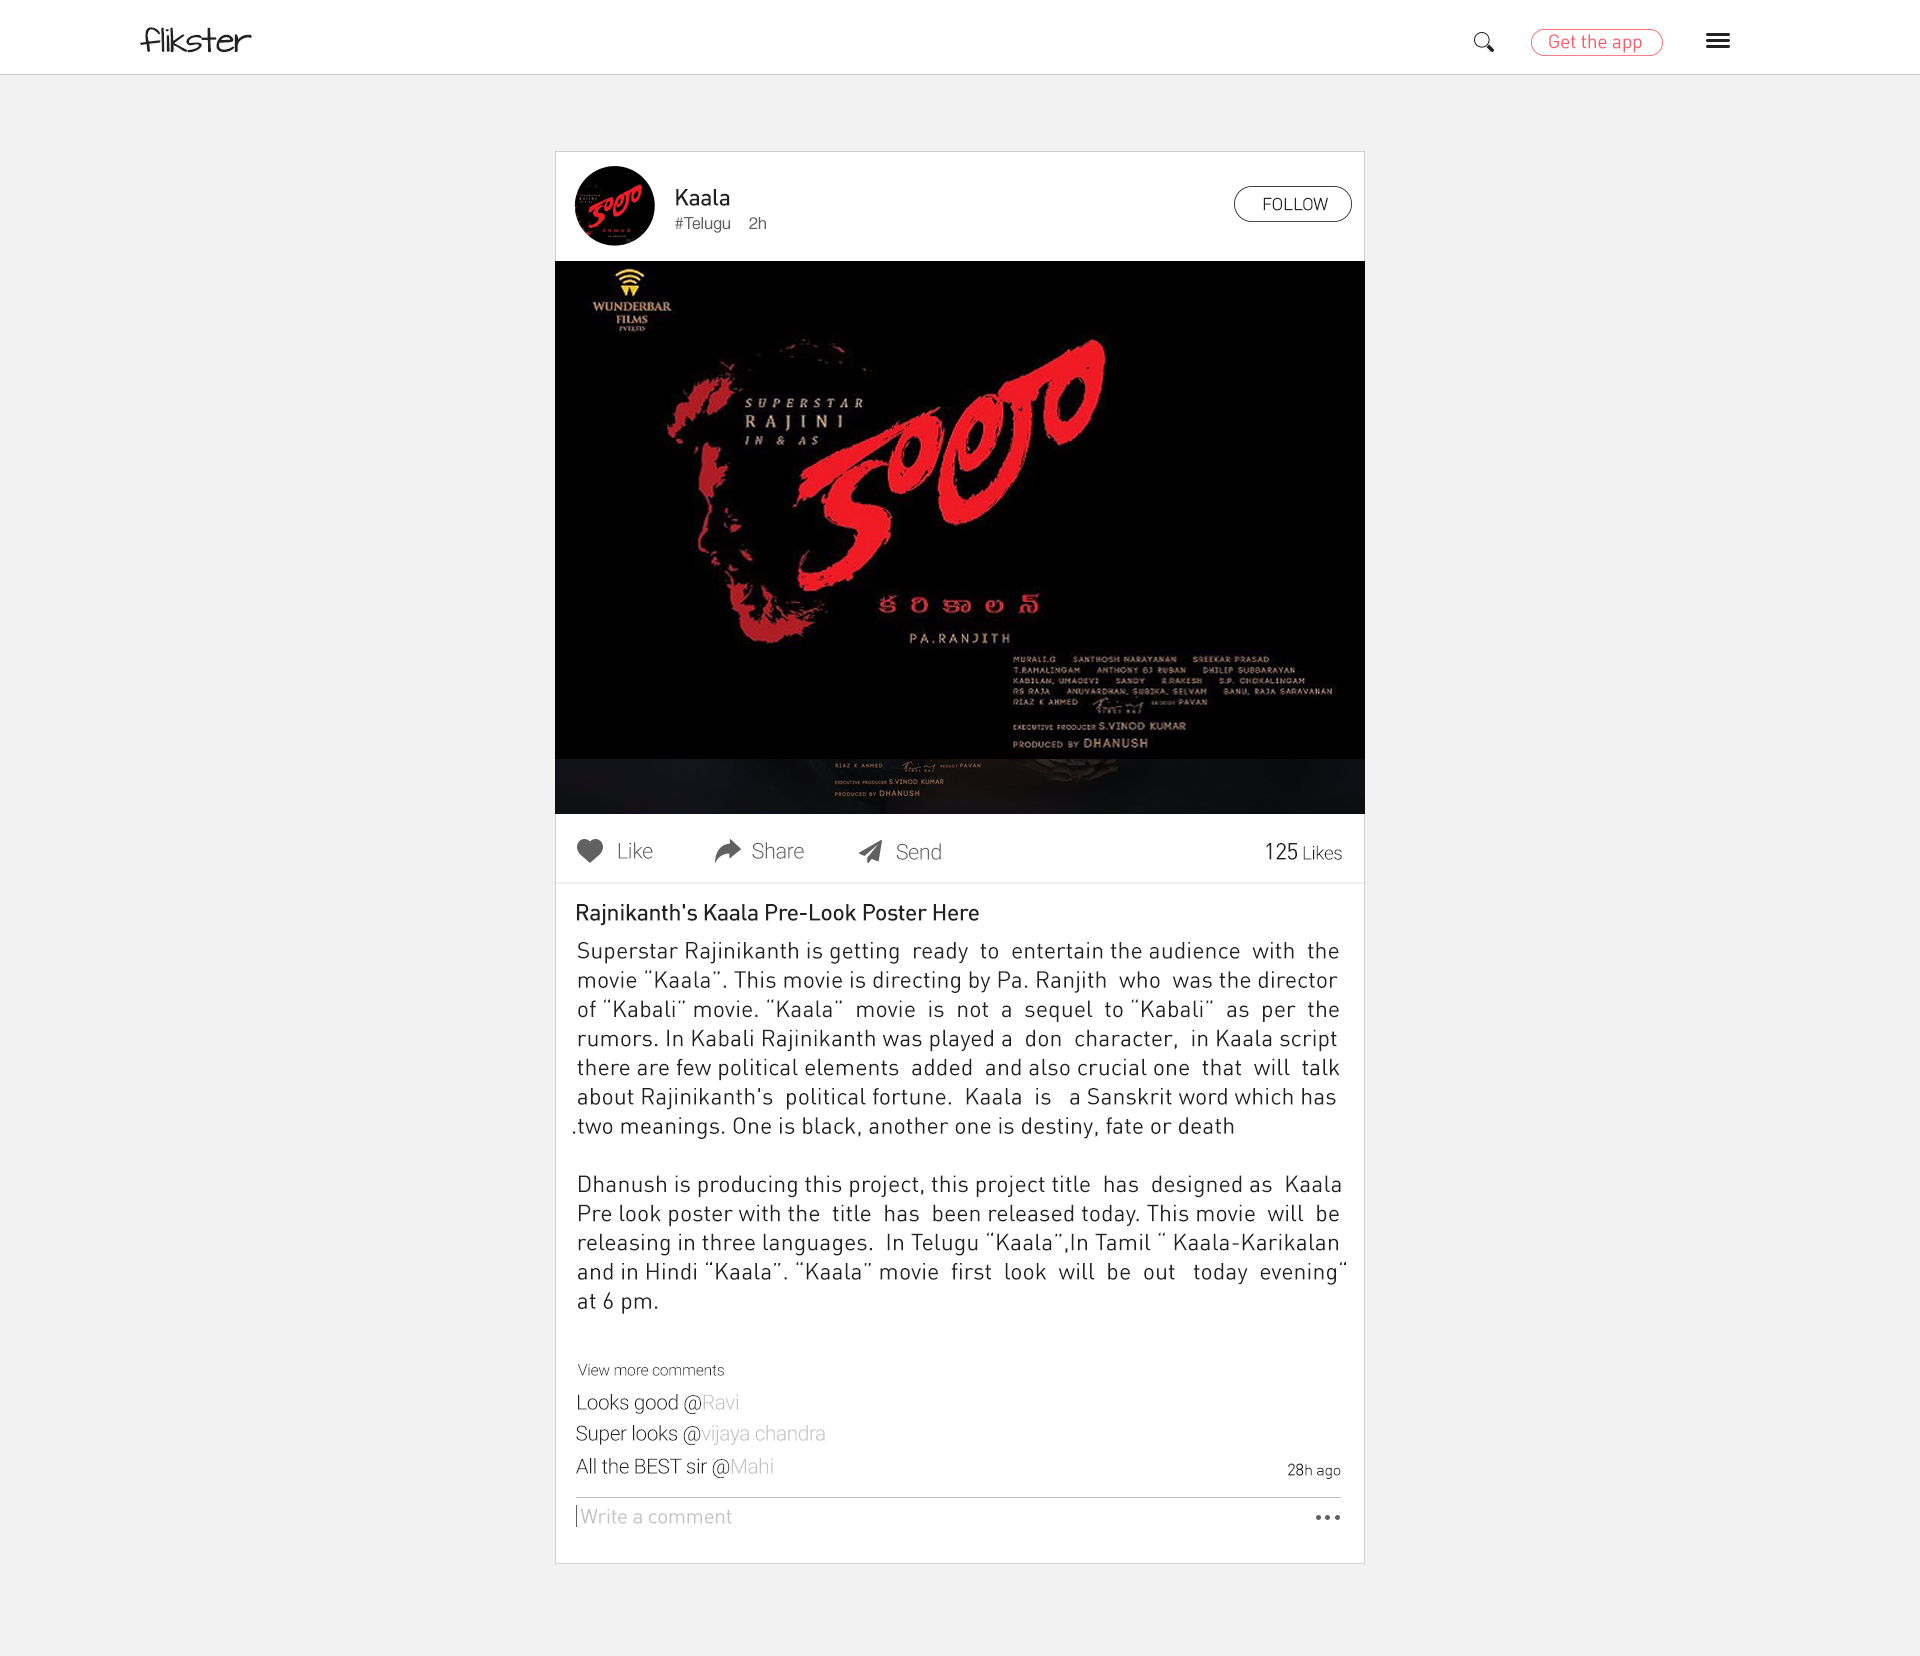 flikster
Get the app
Kaala
#Telugu 2h
FOLLOW
WUNDERBAR
FILMS
PVT LTD
SUPERSTAR
RAJINI
IN & AS
కాలా
కరికాలన్
PA.RANJITH
MURALI.G SANTHOSH NARAYANAN SREEKAR PRASAD
T.RAMALINGAM ANTHONY BJ RUBAN DHILIP SUBBARAYAN
KABILAN, UMADEVI SANDY R.RAKESH S.P. CHOKALINGAM
RS RAJA ANUVARDHAN, SUBIKA, SELVAM BANU, RAJA SARAVANAN
RIAZ K AHMED PAVAN
EXECUTIVE PRODUCER S.VINOD KUMAR
PRODUCED BY DHANUSH
RIAZ K AHMED PAVAN
EXECUTIVE PRODUCER S.VINOD KUMAR
PRODUCED BY DHANUSH
Like Share Send 125 Likes
Rajnikanth's Kaala Pre-Look Poster Here
Superstar Rajinikanth is getting ready to entertain the audience with the
movie “Kaala”. This movie is directing by Pa. Ranjith who was the director
of “Kabali” movie. “Kaala” movie is not a sequel to “Kabali” as per the
rumors. In Kabali Rajinikanth was played a don character, in Kaala script
there are few political elements added and also crucial one that will talk
about Rajinikanth's political fortune. Kaala is a Sanskrit word which has
.two meanings. One is black, another one is destiny, fate or death
Dhanush is producing this project, this project title has designed as Kaala
Pre look poster with the title has been released today. This movie will be
releasing in three languages. In Telugu “Kaala”,In Tamil “ Kaala-Karikalan
and in Hindi “Kaala”. “Kaala” movie first look will be out today evening“
at 6 pm.
View more comments
Looks good @Ravi
Super looks @vijaya chandra
All the BEST sir @Mahi
28h ago
Write a comment